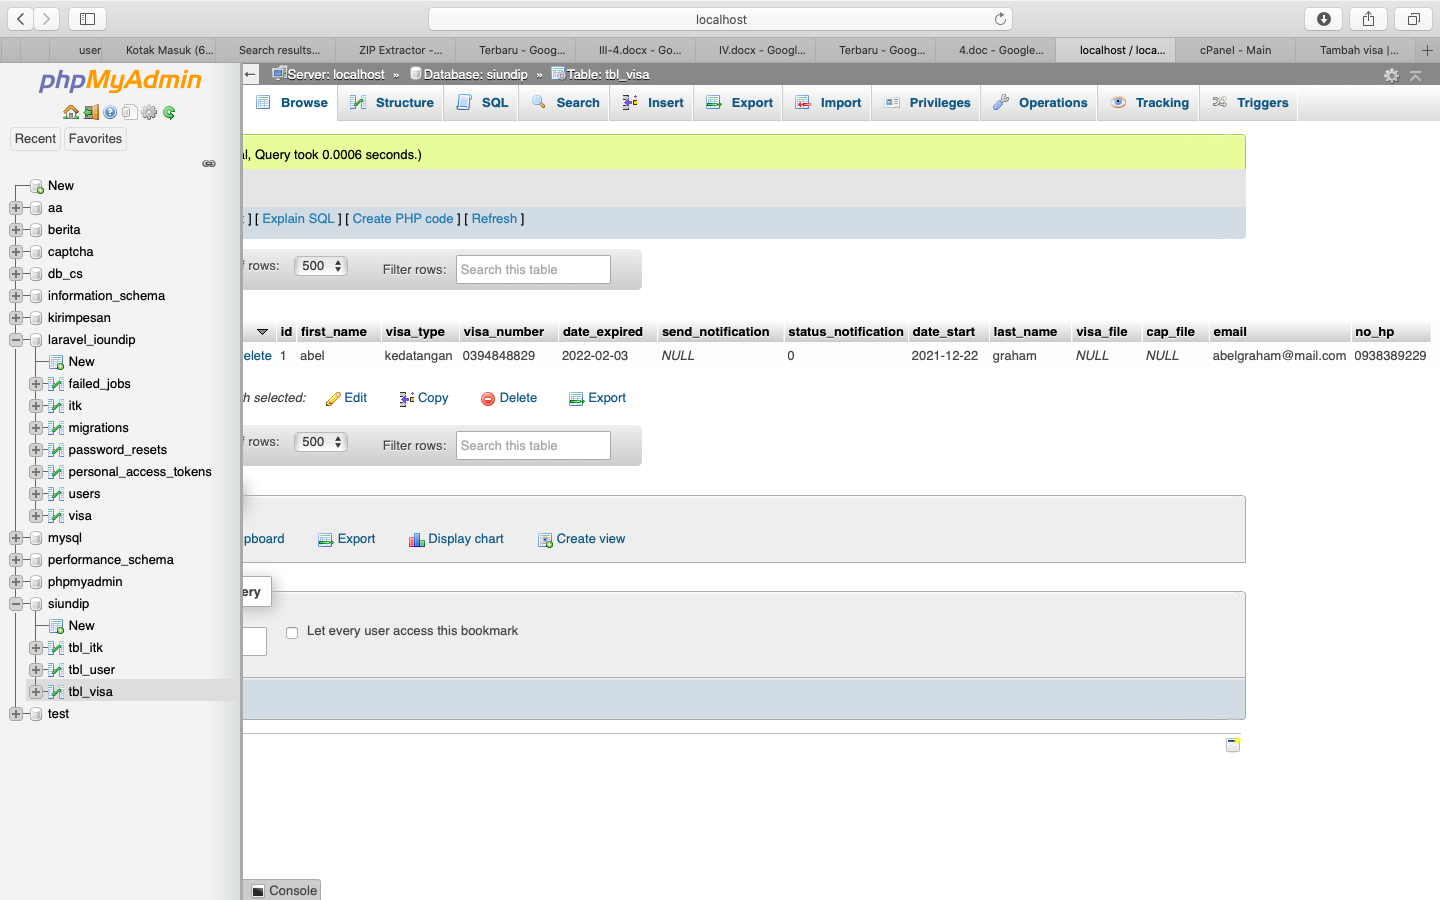 localhost
user
Kotak Masuk (6...
Search results...
ZIP Extractor -...
Terbaru - Goog...
III-4.docx - Go...
IV.docx - Googl...
Terbaru - Goog...
4.doc - Google...
localhost / loca...
cPanel - Main
Tambah visa |...
phpMyAdmin
Recent
Favorites
New
aa
berita
captcha
db_cs
information_schema
kirimpesan
laravel_ioundip
New
failed_jobs
itk
migrations
password_resets
personal_access_tokens
users
visa
mysql
performance_schema
phpmyadmin
siundip
New
tbl_itk
tbl_user
tbl_visa
test
Server: localhost » Database: siundip » Table: tbl_visa
Browse Structure SQL Search Insert Export Import Privileges Operations Tracking Triggers
l, Query took 0.0006 seconds.)
] [ Explain SQL ] [ Create PHP code ] [ Refresh ]
rows: 500 Filter rows: Search this table
id first_name visa_type visa_number date_expired send_notification status_notification date_start last_name visa_file cap_file email no_hp
elete 1 abel kedatangan 0394848829 2022-02-03 NULL 0 2021-12-22 graham NULL NULL abelgraham@mail.com 0938389229
h selected: Edit Copy Delete Export
rows: 500 Filter rows: Search this table
pboard Export Display chart Create view
ery
Let every user access this bookmark
Console